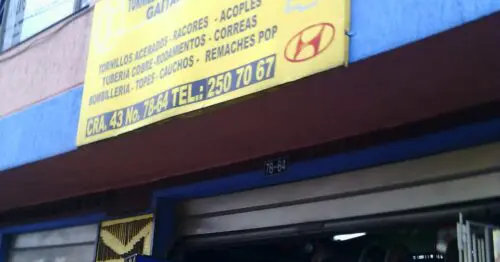 GAITA
TORNILLOS ACERADOS - RACORES - ACOPLES
TUBERIA COBRE - RODAMIENTOS - CORREAS
BOMBILLERIA - TOPES - CAUCHOS - REMACHES POP
CRA. 43 No. 78-64 TEL.: 250 70 67
78-64